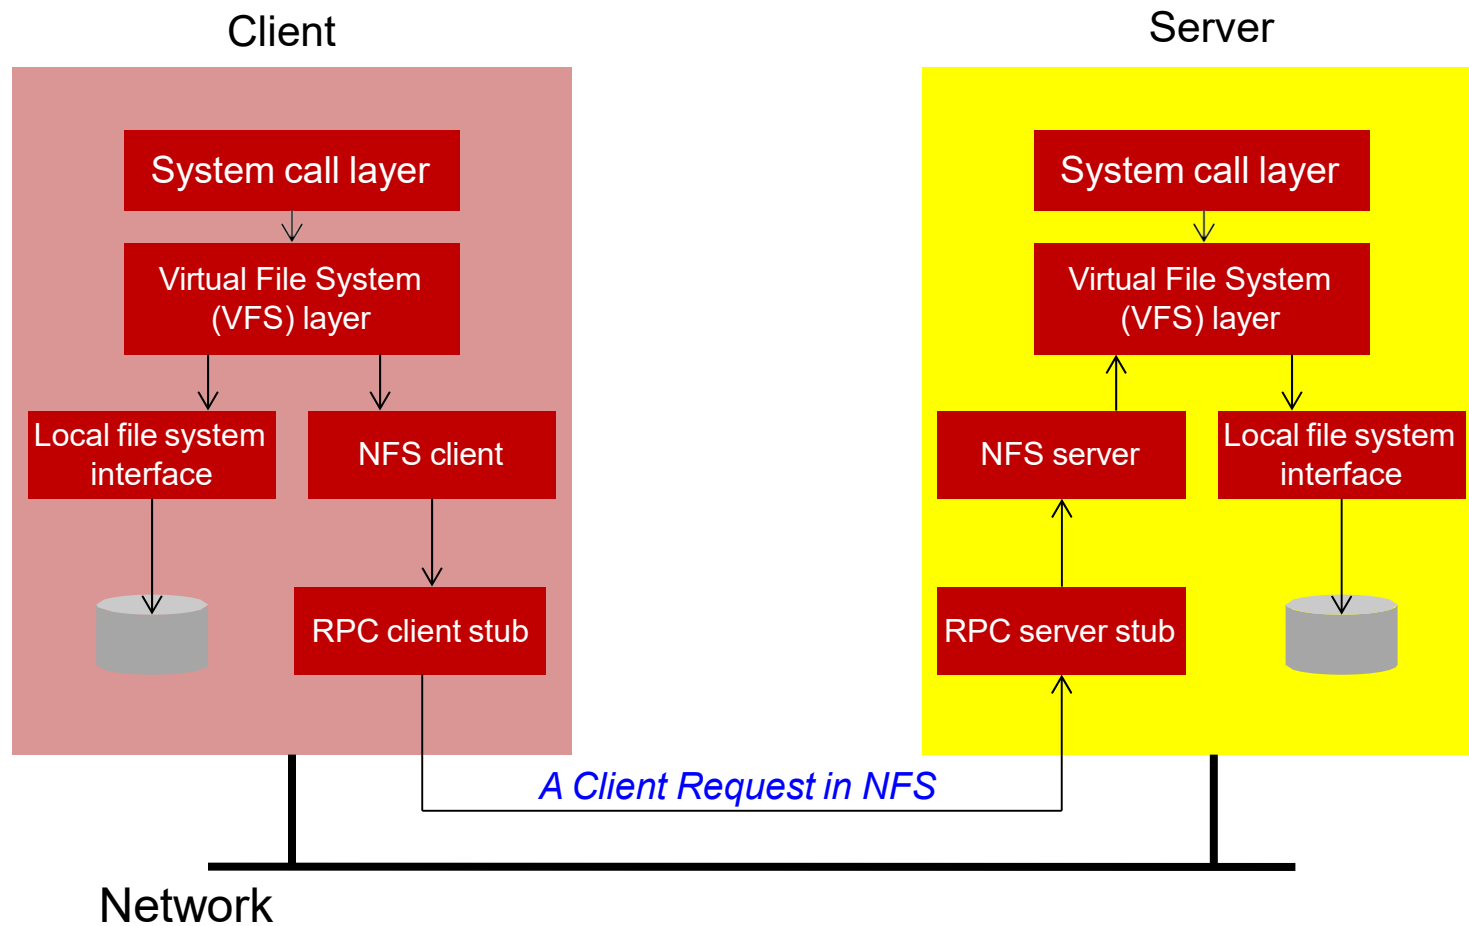 Client
Server
System call layer
System call layer
Virtual File System
(VFS) layer
Virtual File System
(VFS) layer
Local file system
interface
NFS client
NFS server
Local file system
interface
RPC client stub
RPC server stub
A Client Request in NFS
Network